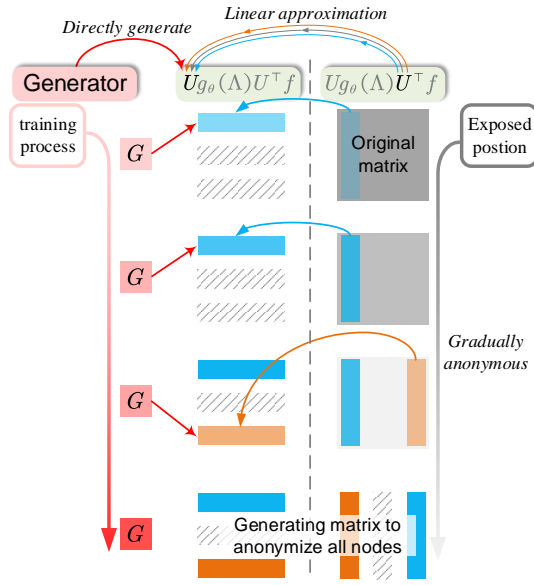 Linear approximation
Directly generate
Generator
Ug_θ(Λ)U^⊤f
Ug_θ(Λ)U^⊤f
training
process
Exposed
postion
G
Original
matrix
G
Gradually
anonymous
G
G
Generating matrix to
anonymize all nodes